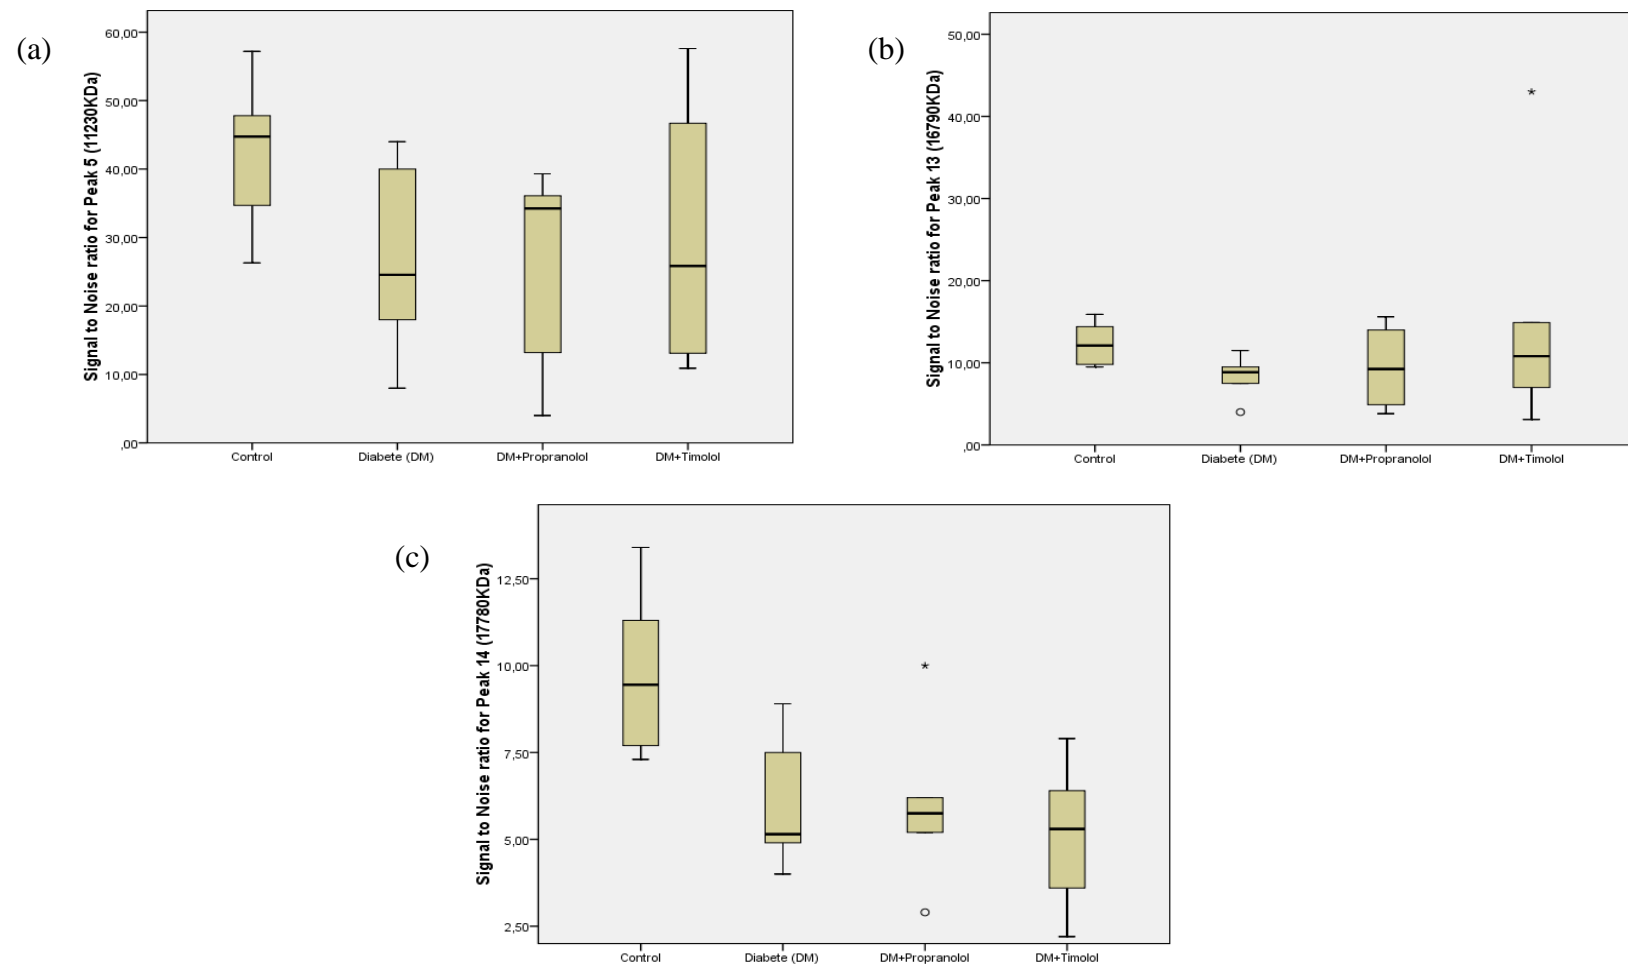 (a)
Signal to Noise ratio for Peak 5 (11230KDa)
60,00
50,00
40,00
30,00
20,00
10,00
,00
Control Diabete (DM) DM+Propranolol DM+Timolol
(b)
Signal to Noise ratio for Peak 13 (16790KDa)
50,00
40,00
30,00
20,00
10,00
,00
Control Diabete (DM) DM+Propranolol DM+Timolol
(c)
Signal to Noise ratio for Peak 14 (17780KDa)
12,50
10,00
7,50
5,00
2,50
Control Diabete (DM) DM+Propranolol DM+Timolol